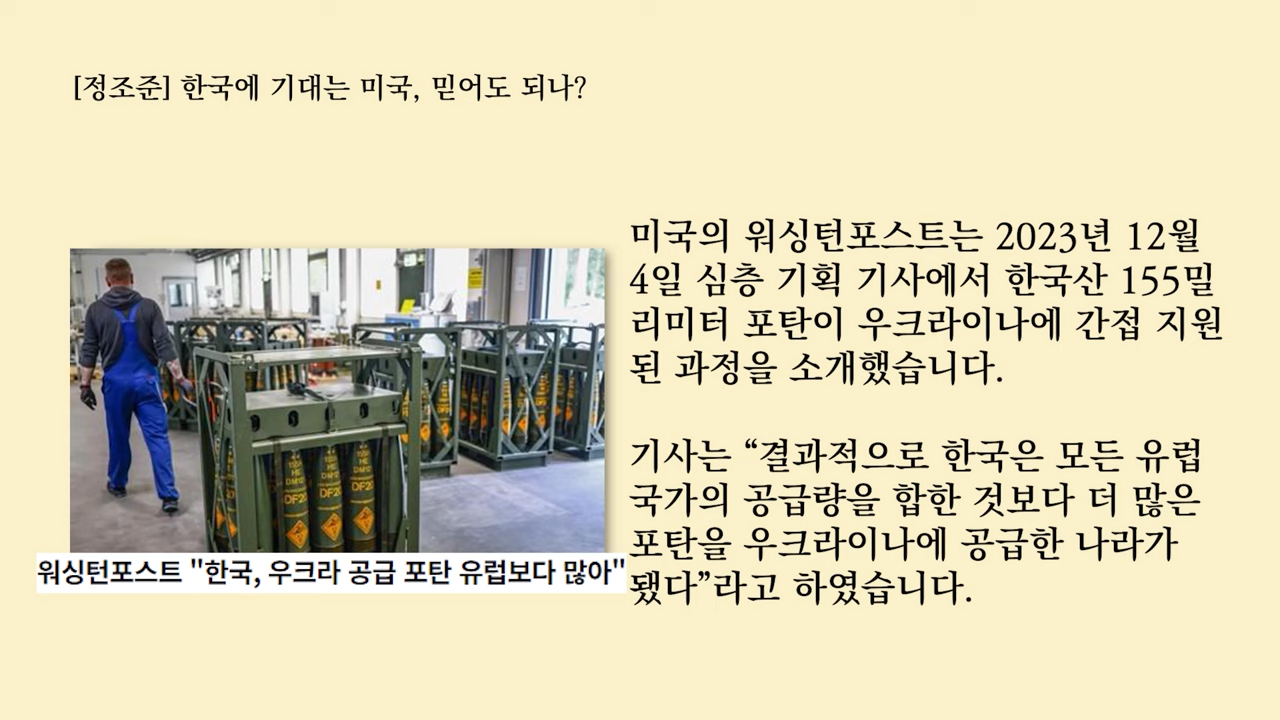 [정조준] 한국에 기대는 미국, 믿어도 되나?
미국의 워싱턴포스트는 2023년 12월
4일 심층 기획 기사에서 한국산 155밀
리미터 포탄이 우크라이나에 간접 지원
된 과정을 소개했습니다.
기사는 “결과적으로 한국은 모든 유럽
국가의 공급량을 합한 것보다 더 많은
포탄을 우크라이나에 공급한 나라가
됐다”라고 하였습니다.
워싱턴포스트 "한국, 우크라 공급 포탄 유럽보다 많아"